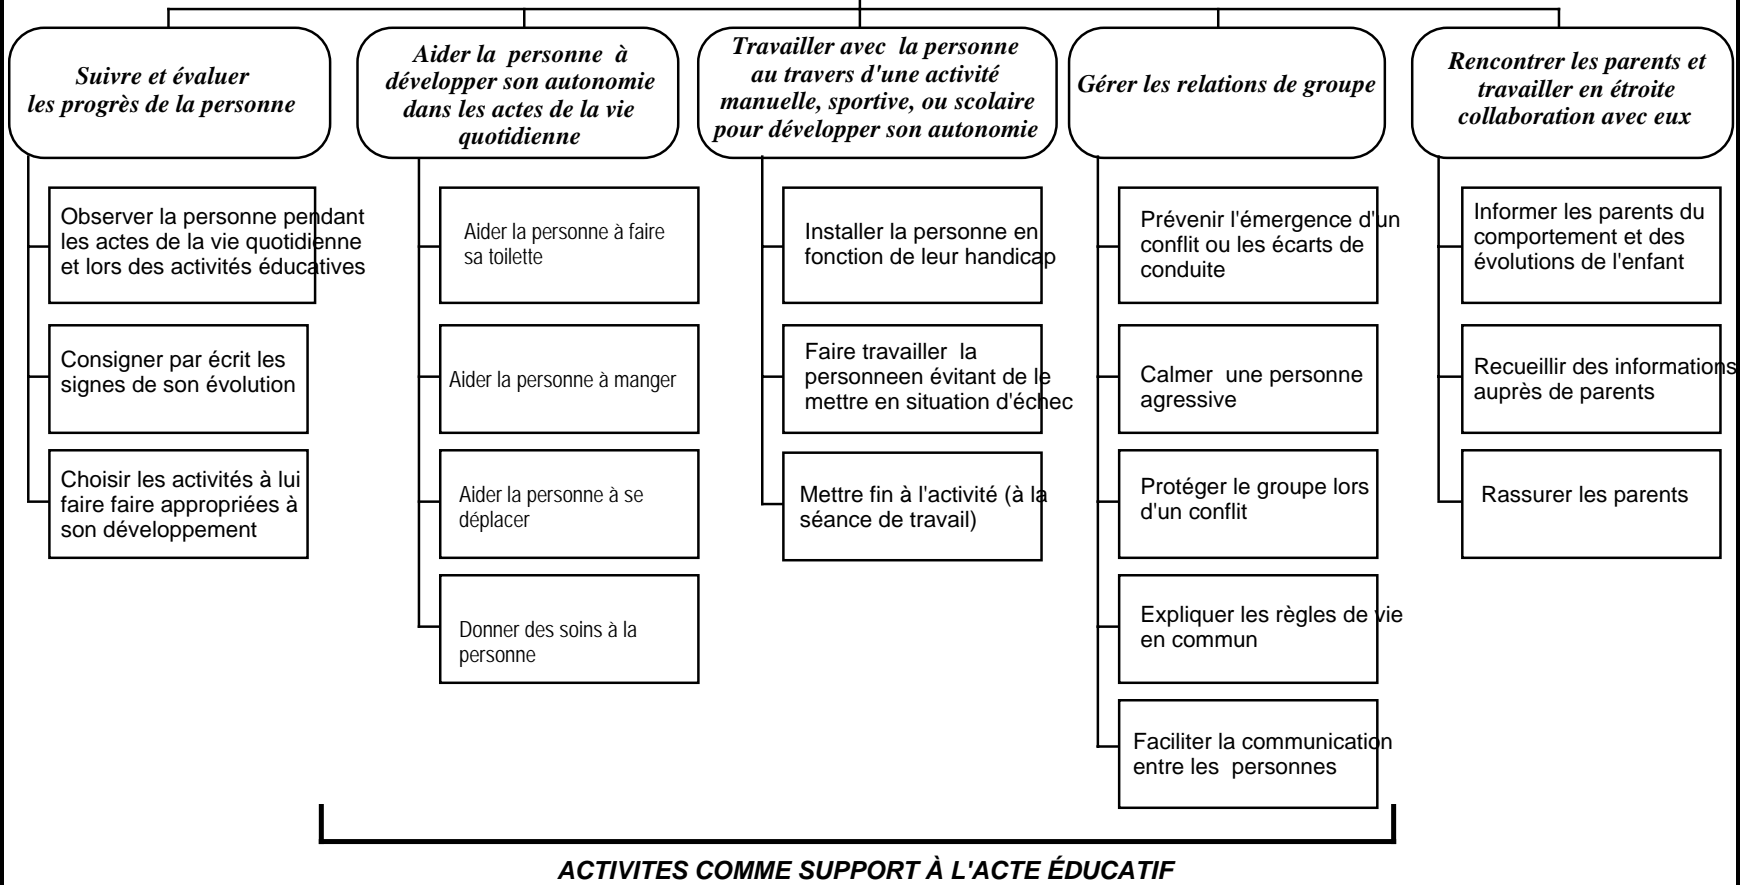 Suivre et évaluer
les progrès de la personne
Observer la personne pendant
les actes de la vie quotidienne
et lors des activités éducatives
Consigner par écrit les
signes de son évolution
Choisir les activités à lui
faire faire appropriées à
son développement
Aider la personne à
développer son autonomie
dans les actes de la vie
quotidienne
Aider la personne à faire
sa toilette
Aider la personne à manger
Aider la personne à se
déplacer
Donner des soins à la
personne
Travailler avec la personne
au travers d'une activité
manuelle, sportive, ou scolaire
pour développer son autonomie
Installer la personne en
fonction de leur handicap
Faire travailler la
personneen évitant de le
mettre en situation d'échec
Mettre fin à l'activité (à la
séance de travail)
Gérer les relations de groupe
Prévenir l'émergence d'un
conflit ou les écarts de
conduite
Calmer une personne
agressive
Protéger le groupe lors
d'un conflit
Expliquer les règles de vie
en commun
Faciliter la communication
entre les personnes
Rencontrer les parents et
travailler en étroite
collaboration avec eux
Informer les parents du
comportement et des
évolutions de l'enfant
Recueillir des informations
auprès de parents
Rassurer les parents
ACTIVITES COMME SUPPORT À L'ACTE ÉDUCATIF